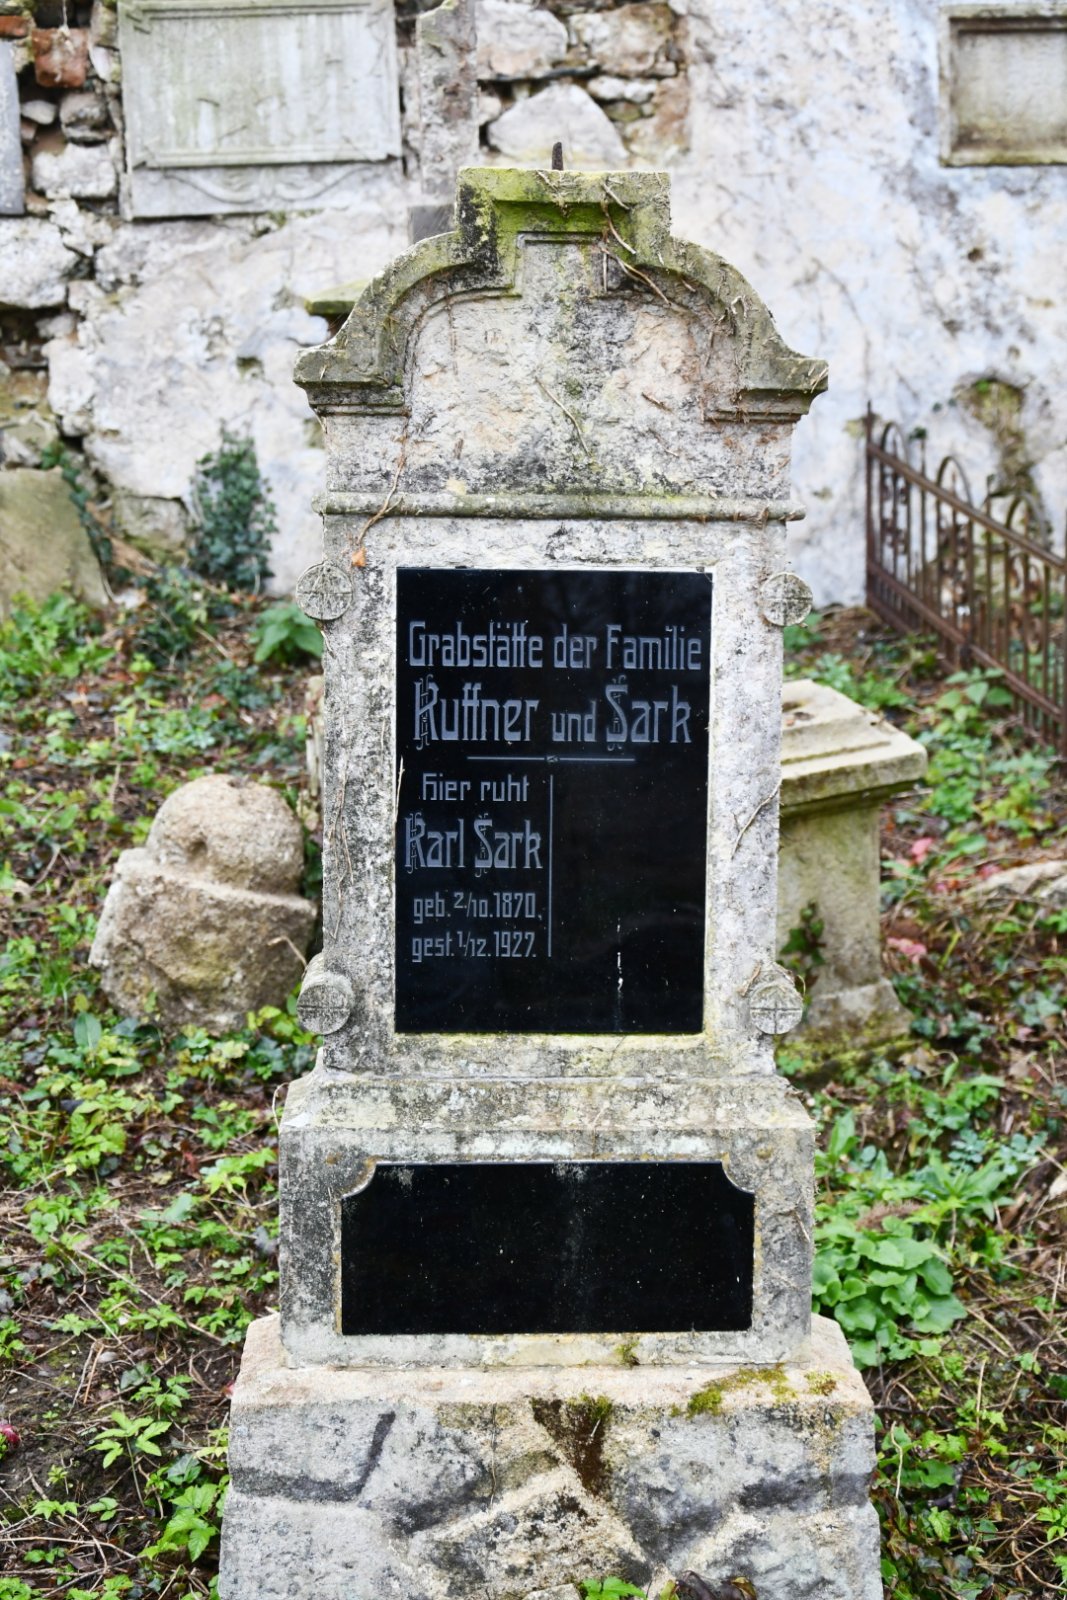 Grabstätte der Familie
Kuffner und Sark
Hier ruht
Karl Sark
geb. 2/10. 1870,
gest. 1/12. 1927.